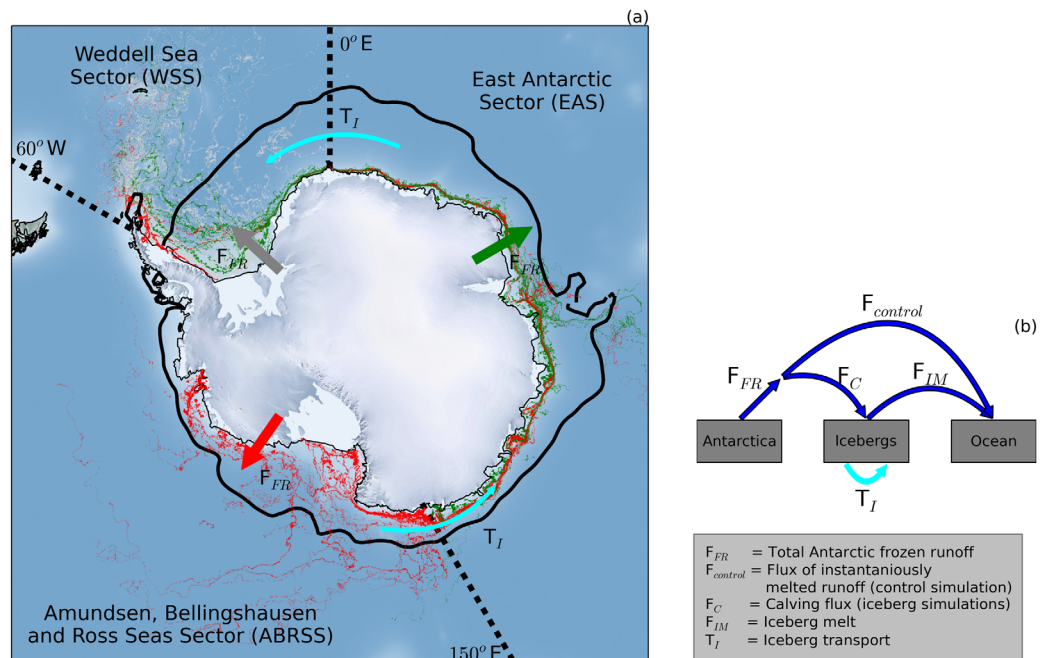 (a)
Weddell Sea
Sector (WSS)
0° E
East Antarctic
Sector (EAS)
T_I
60° W
F_FR
F_FR
F_FR
T_I
Amundsen, Bellingshausen
and Ross Seas Sector (ABRSS)
150° E
(b)
F_control
F_FR
F_C
F_IM
Antarctica
Icebergs
Ocean
T_I
F_FR = Total Antarctic frozen runoff
F_control = Flux of instantaniously
melted runoff (control simulation)
F_C = Calving flux (iceberg simulations)
F_IM = Iceberg melt
T_I = Iceberg transport